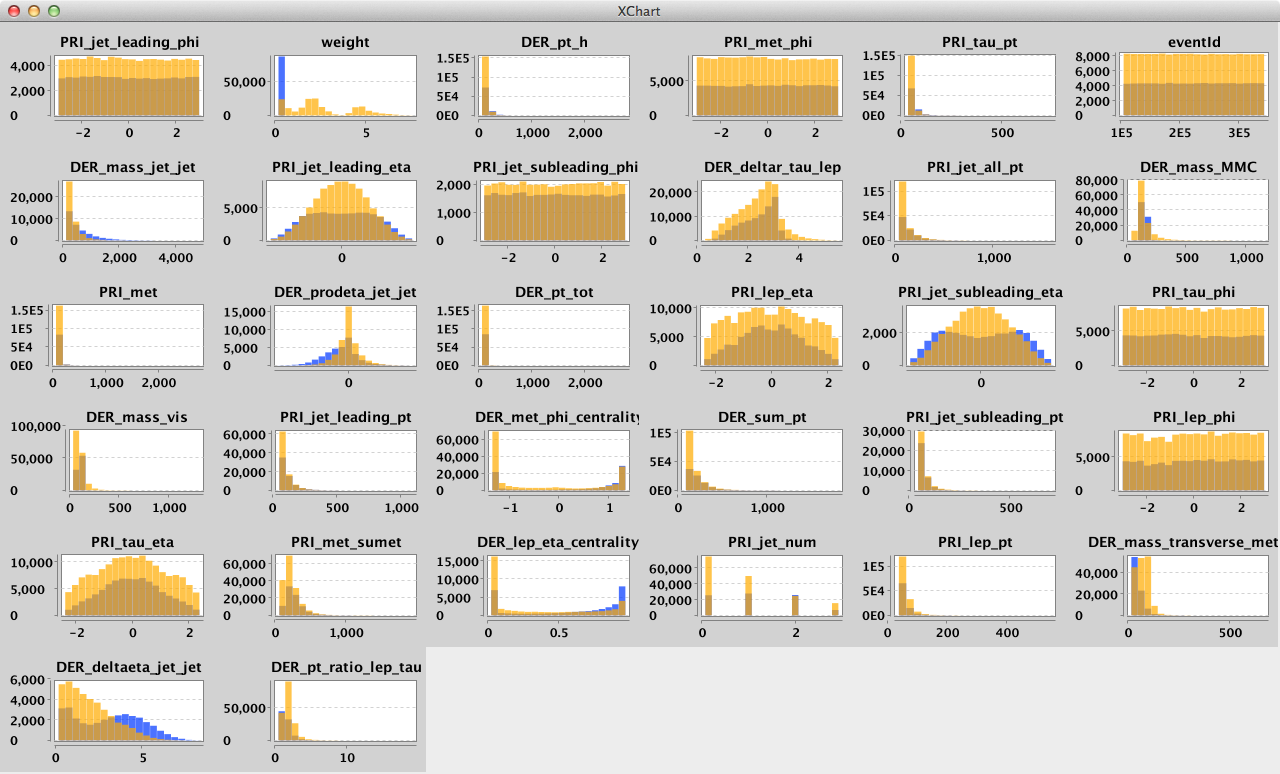 XChart
PRI_jet_leading_phi
4,000
2,000
0
−2 0 2
weight
50,000
0
0 5
DER_pt_h
1.5E5
1E5
5E4
0E0
0 1,000 2,000
PRI_met_phi
5,000
0
−2 0 2
PRI_tau_pt
1.5E5
1E5
5E4
0E0
0 500
eventId
8,000
6,000
4,000
2,000
0
1E5 2E5 3E5
DER_mass_jet_jet
20,000
10,000
0
0 2,000 4,000
PRI_jet_leading_eta
5,000
0
0
PRI_jet_subleading_phi
2,000
1,000
0
−2 0 2
DER_deltar_tau_lep
20,000
10,000
0
0 2 4
PRI_jet_all_pt
1E5
5E4
0E0
0 1,000
DER_mass_MMC
80,000
60,000
40,000
20,000
0
0 500 1,000
PRI_met
1.5E5
1E5
5E4
0E0
0 1,000 2,000
DER_prodeta_jet_jet
15,000
10,000
5,000
0
0
DER_pt_tot
1.5E5
1E5
5E4
0E0
0 1,000 2,000
PRI_lep_eta
10,000
5,000
0
−2 0 2
PRI_jet_subleading_eta
2,000
0
0
PRI_tau_phi
5,000
0
−2 0 2
DER_mass_vis
100,000
50,000
0
0 500 1,000
PRI_jet_leading_pt
60,000
40,000
20,000
0
0 500 1,000
DER_met_phi_centrality
60,000
40,000
20,000
0
−1 0 1
DER_sum_pt
1E5
5E4
0E0
0 1,000
PRI_jet_subleading_pt
30,000
20,000
10,000
0
0 500
PRI_lep_phi
5,000
0
−2 0 2
PRI_tau_eta
10,000
5,000
0
−2 0 2
PRI_met_sumet
60,000
40,000
20,000
0
1,000
DER_lep_eta_centrality
15,000
10,000
5,000
0
0 0.5
PRI_jet_num
60,000
40,000
20,000
0
0 2
PRI_lep_pt
1E5
5E4
0E0
0 200 400
DER_mass_transverse_met
40,000
20,000
0
0 500
DER_deltaeta_jet_jet
6,000
4,000
2,000
0
0 5
DER_pt_ratio_lep_tau
50,000
0
0 10